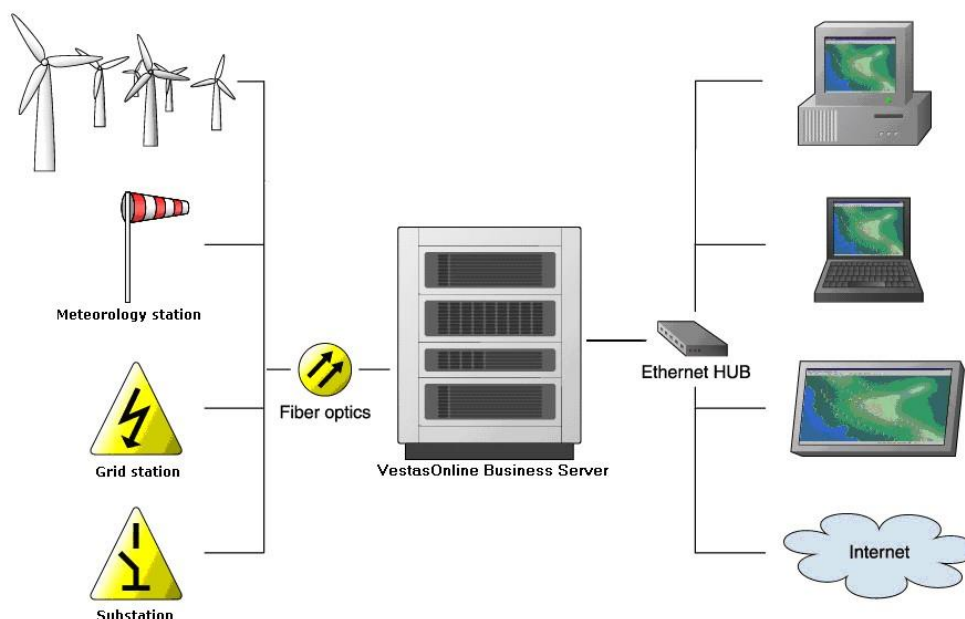 Meteorology station
Fiber optics
Ethernet HUB
Grid station
VestasOnline Business Server
Internet
Substation